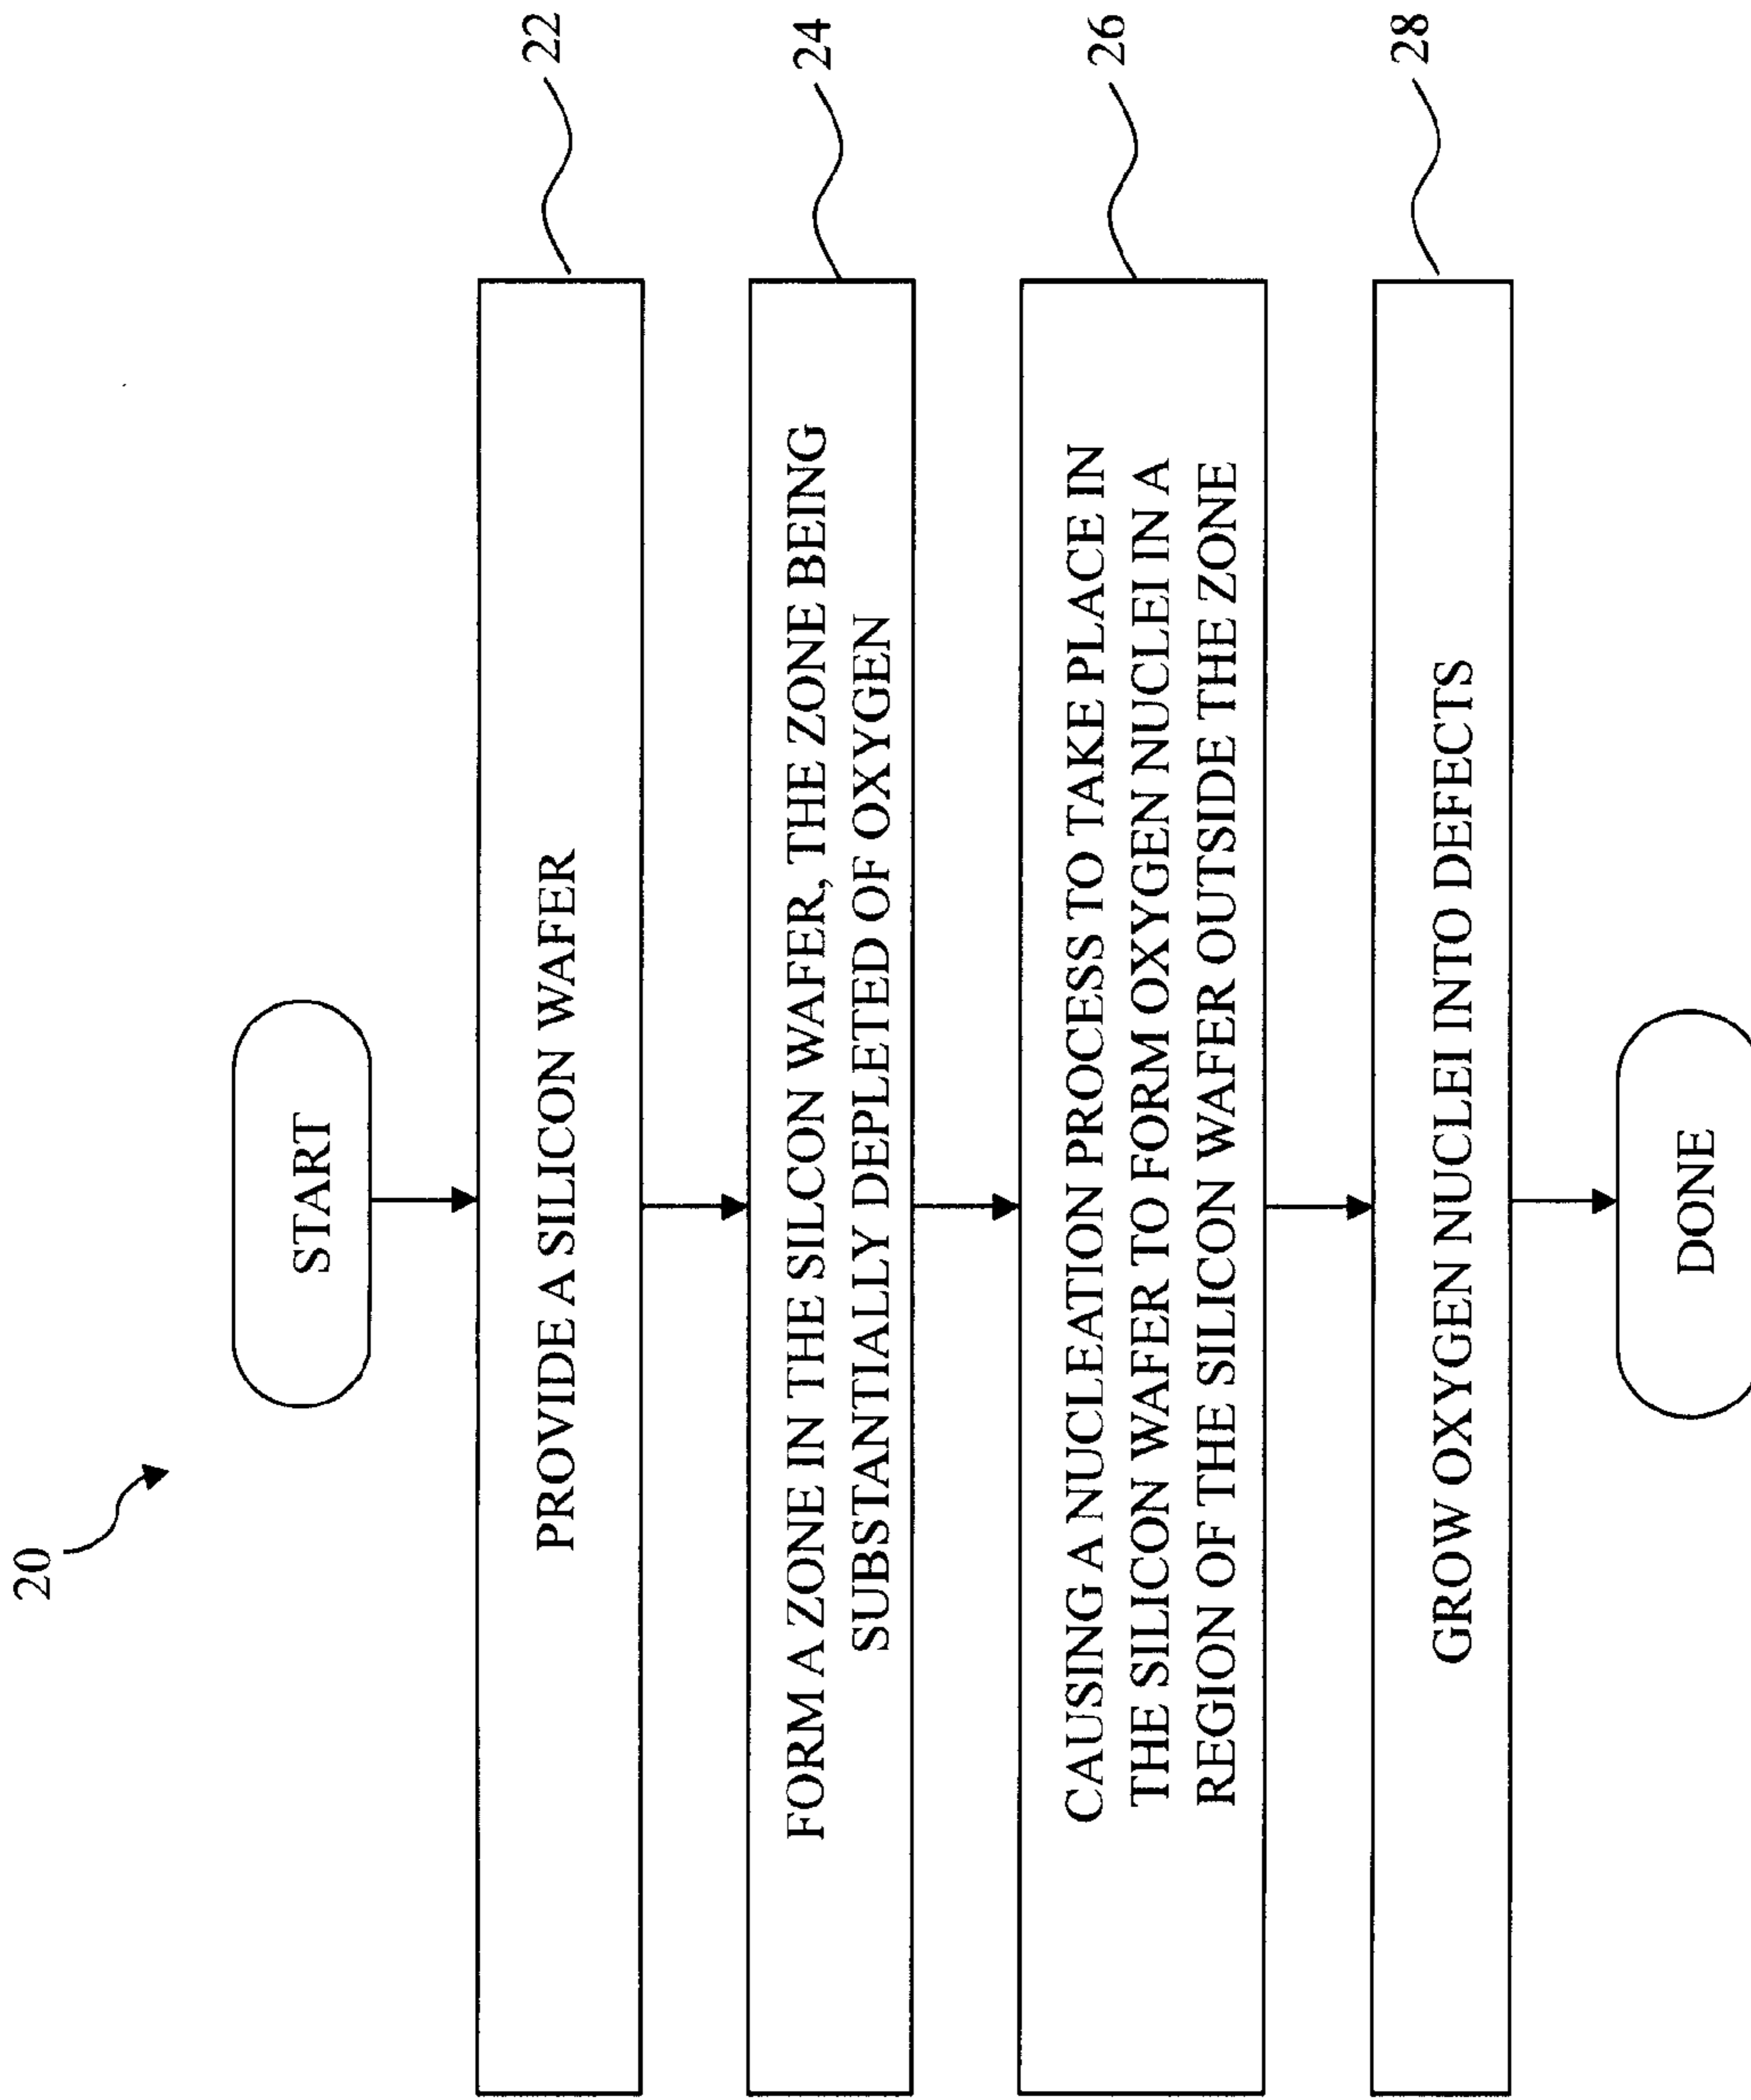 20
START
PROVIDE A SILICON WAFER
22
FORM A ZONE IN THE SILCON WAFER, THE ZONE BEING
SUBSTANTIALLY DEPLETED OF OXYGEN
24
CAUSING A NUCLEATION PROCESS TO TAKE PLACE IN
THE SILICON WAFER TO FORM OXYGEN NUCLEI IN A
REGION OF THE SILICON WAFER OUTSIDE THE ZONE
26
GROW OXYGEN NUCLEI INTO DEFECTS
28
DONE